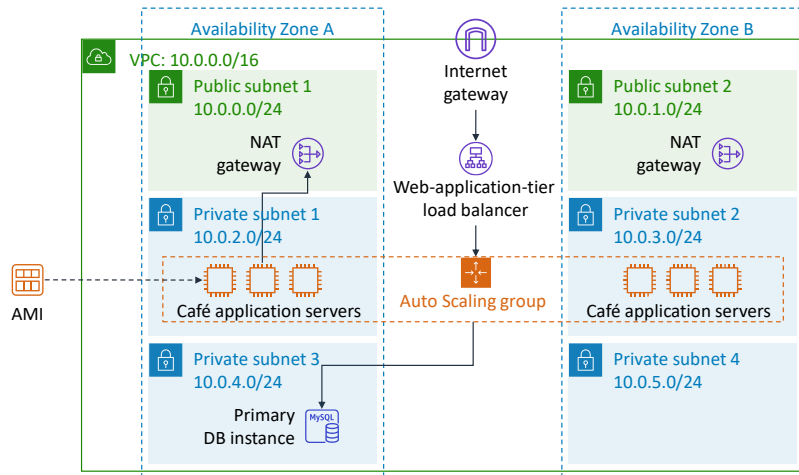 Availability Zone A
Availability Zone B
VPC: 10.0.0.0/16
Internet
gateway
Public subnet 1
10.0.0.0/24
NAT
gateway
Public subnet 2
10.0.1.0/24
NAT
gateway
Web-application-tier
load balancer
Private subnet 1
10.0.2.0/24
Private subnet 2
10.0.3.0/24
AMI
Café application servers
Auto Scaling group
Café application servers
Private subnet 3
10.0.4.0/24
Primary
DB instance
MySQL
Private subnet 4
10.0.5.0/24